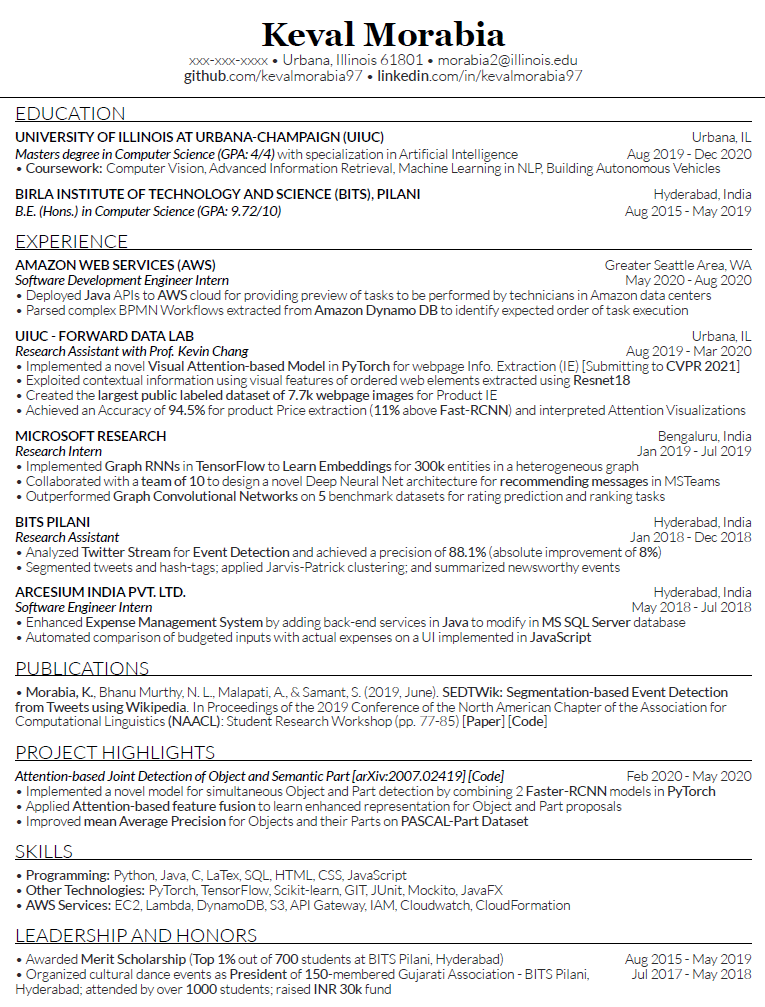 Keval Morabia
xxx-xxx-xxxx • Urbana, Illinois 61801 • morabia2@illinois.edu
github.com/kevalmorabia97 • linkedin.com/in/kevalmorabia97
EDUCATION
UNIVERSITY OF ILLINOIS AT URBANA-CHAMPAIGN (UIUC) Urbana, IL
Masters degree in Computer Science (GPA: 4/4) with specialization in Artificial Intelligence Aug 2019 - Dec 2020
• Coursework: Computer Vision, Advanced Information Retrieval, Machine Learning in NLP, Building Autonomous Vehicles
BIRLA INSTITUTE OF TECHNOLOGY AND SCIENCE (BITS), PILANI Hyderabad, India
B.E. (Hons.) in Computer Science (GPA: 9.72/10) Aug 2015 - May 2019
EXPERIENCE
AMAZON WEB SERVICES (AWS) Greater Seattle Area, WA
Software Development Engineer Intern May 2020 - Aug 2020
• Deployed Java APIs to AWS cloud for providing preview of tasks to be performed by technicians in Amazon data centers
• Parsed complex BPMN Workflows extracted from Amazon Dynamo DB to identify expected order of task execution
UIUC - FORWARD DATA LAB Urbana, IL
Research Assistant with Prof. Kevin Chang Aug 2019 - Mar 2020
• Implemented a novel Visual Attention-based Model in PyTorch for webpage Info. Extraction (IE) [Submitting to CVPR 2021]
• Exploited contextual information using visual features of ordered web elements extracted using Resnet18
• Created the largest public labeled dataset of 7.7k webpage images for Product IE
• Achieved an Accuracy of 94.5% for product Price extraction (11% above Fast-RCNN) and interpreted Attention Visualizations
MICROSOFT RESEARCH Bengaluru, India
Research Intern Jan 2019 - Jul 2019
• Implemented Graph RNNs in TensorFlow to Learn Embeddings for 300k entities in a heterogeneous graph
• Collaborated with a team of 10 to design a novel Deep Neural Net architecture for recommending messages in MSTeams
• Outperformed Graph Convolutional Networks on 5 benchmark datasets for rating prediction and ranking tasks
BITS PILANI Hyderabad, India
Research Assistant Jan 2018 - Dec 2018
• Analyzed Twitter Stream for Event Detection and achieved a precision of 88.1% (absolute improvement of 8%)
• Segmented tweets and hash-tags; applied Jarvis-Patrick clustering; and summarized newsworthy events
ARCESIUM INDIA PVT. LTD. Hyderabad, India
Software Engineer Intern May 2018 - Jul 2018
• Enhanced Expense Management System by adding back-end services in Java to modify in MS SQL Server database
• Automated comparison of budgeted inputs with actual expenses on a UI implemented in JavaScript
PUBLICATIONS
• Morabia, K., Bhanu Murthy, N. L., Malapati, A., & Samant, S. (2019, June). SEDTWik: Segmentation-based Event Detection
from Tweets using Wikipedia. In Proceedings of the 2019 Conference of the North American Chapter of the Association for
Computational Linguistics (NAACL): Student Research Workshop (pp. 77-85) [Paper] [Code]
PROJECT HIGHLIGHTS
Attention-based Joint Detection of Object and Semantic Part [arXiv:2007.02419] [Code] Feb 2020 - May 2020
• Implemented a novel model for simultaneous Object and Part detection by combining 2 Faster-RCNN models in PyTorch
• Applied Attention-based feature fusion to learn enhanced representation for Object and Part proposals
• Improved mean Average Precision for Objects and their Parts on PASCAL-Part Dataset
SKILLS
• Programming: Python, Java, C, LaTex, SQL, HTML, CSS, JavaScript
• Other Technologies: PyTorch, TensorFlow, Scikit-learn, GIT, JUnit, Mockito, JavaFX
• AWS Services: EC2, Lambda, DynamoDB, S3, API Gateway, IAM, Cloudwatch, CloudFormation
LEADERSHIP AND HONORS
• Awarded Merit Scholarship (Top 1% out of 700 students at BITS Pilani, Hyderabad) Aug 2015 - May 2019
• Organized cultural dance events as President of 150-membered Gujarati Association - BITS Pilani, Jul 2017 - May 2018
Hyderabad; attended by over 1000 students; raised INR 30k fund